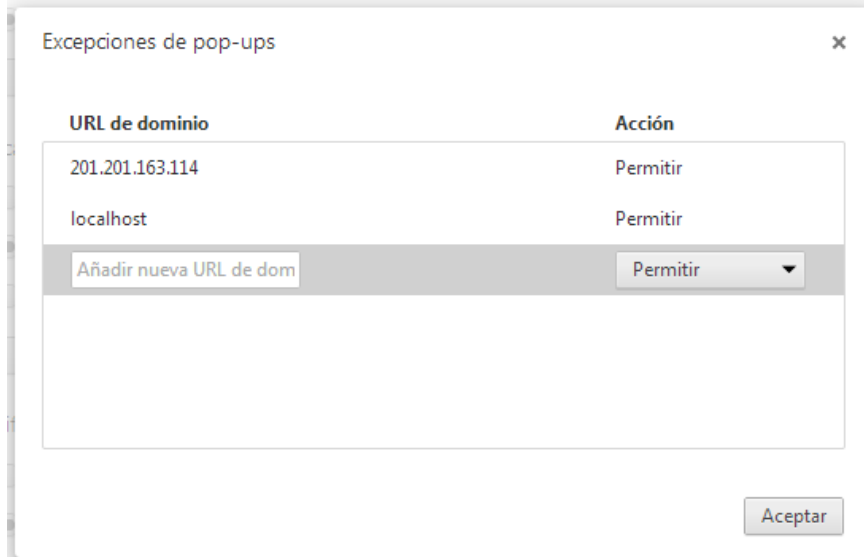 Excepciones de pop-ups
URL de dominio Acción
201.201.163.114 Permitir
localhost Permitir
Añadir nueva URL de dom Permitir
Aceptar